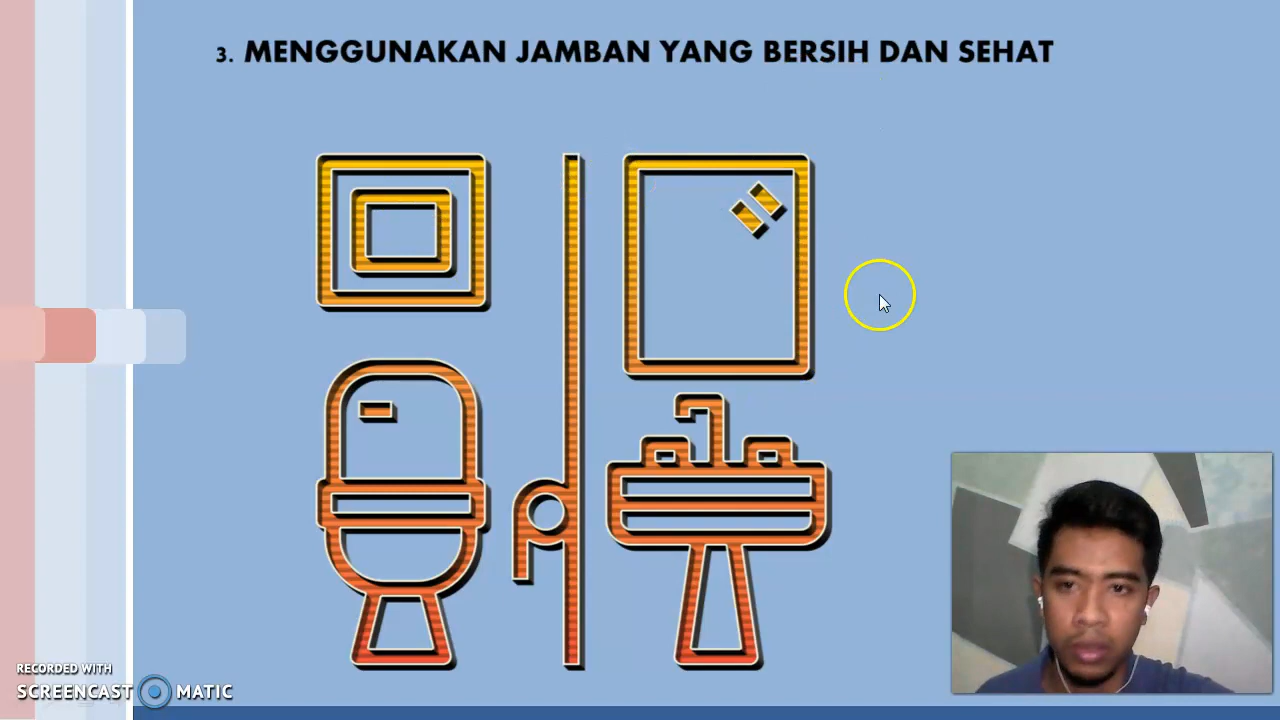 3. MENGGUNAKAN JAMBAN YANG BERSIH DAN SEHAT
RECORDED WITH
SCREENCAST MATIC